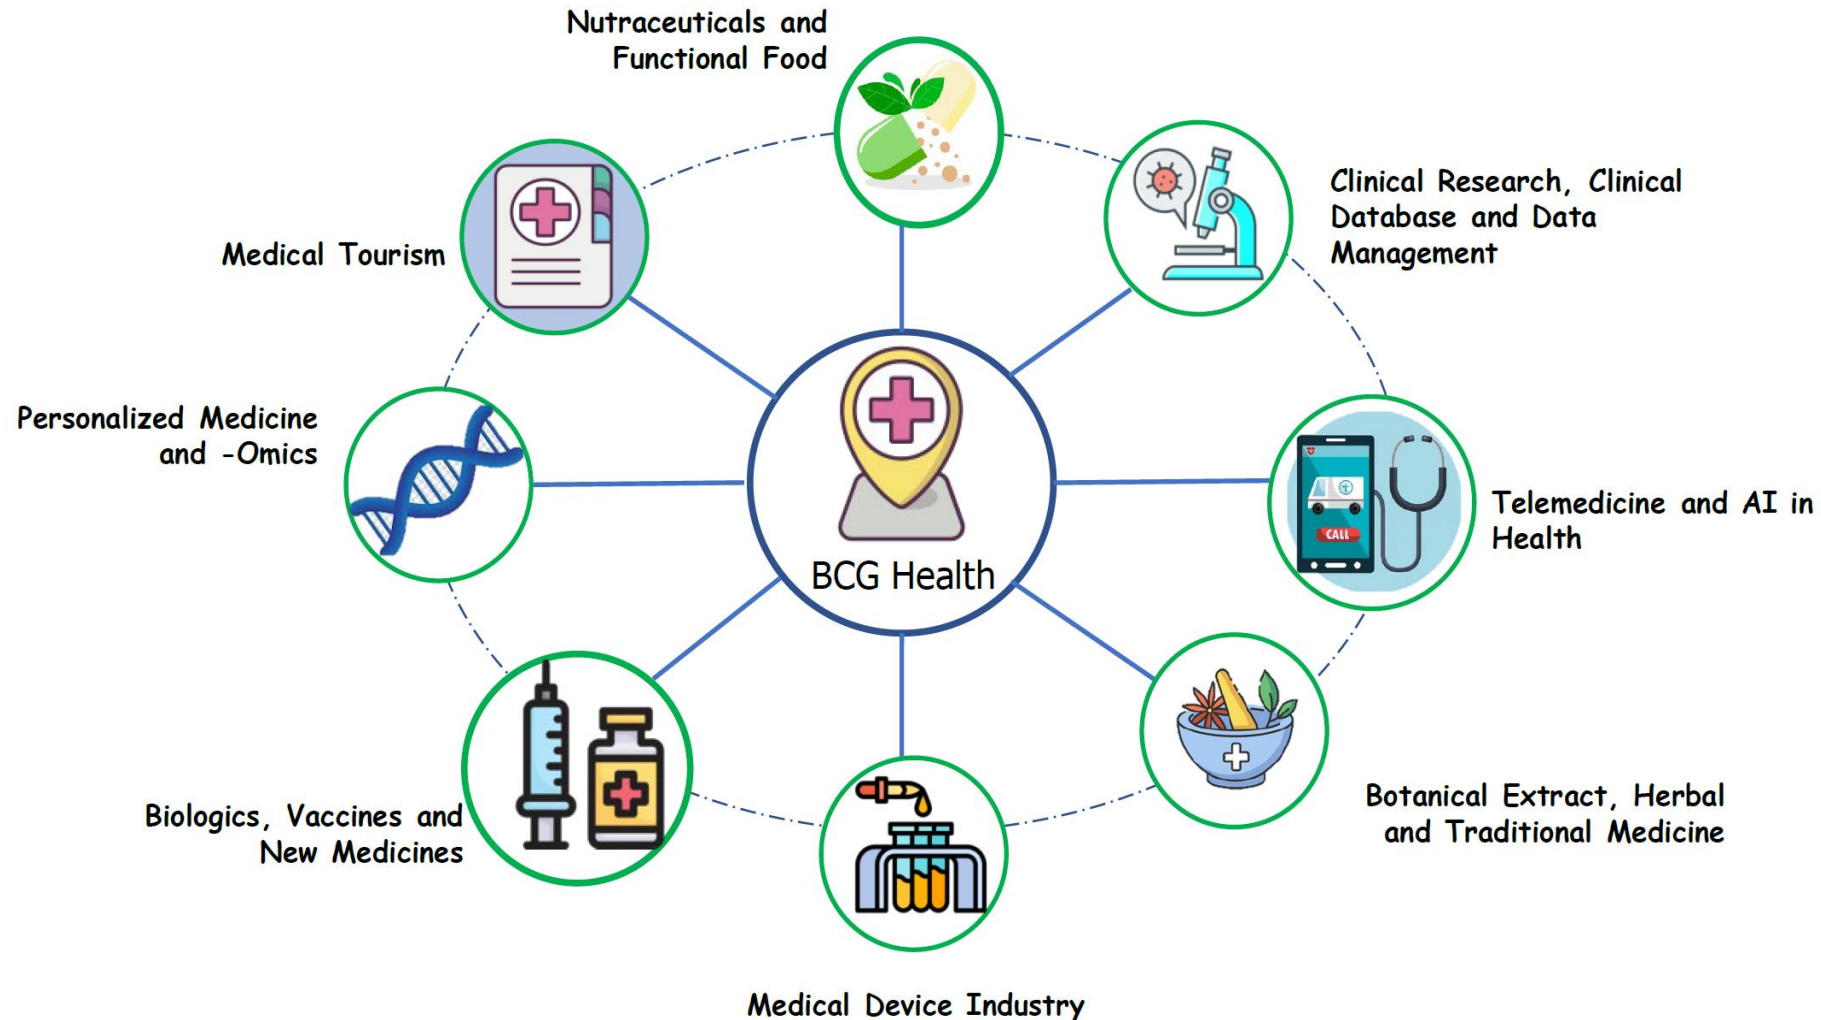 Nutraceuticals and
Functional Food
Clinical Research, Clinical
Database and Data
Management
Medical Tourism
Personalized Medicine
and -Omics
Telemedicine and AI in
Health
CALL
BCG Health
Biologics, Vaccines and
New Medicines
Botanical Extract, Herbal
and Traditional Medicine
Medical Device Industry